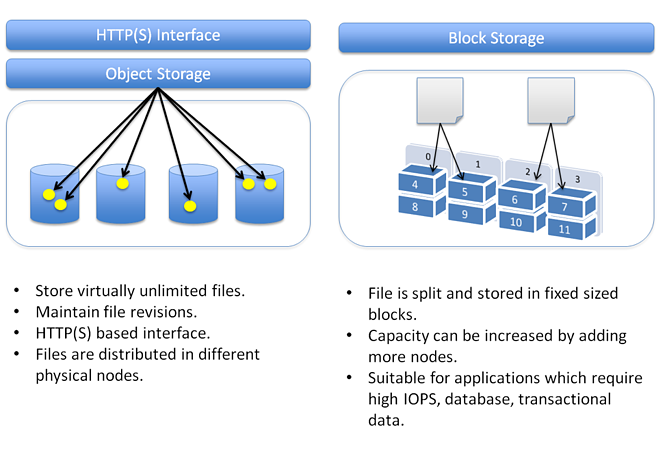 HTTP(S) Interface
Object Storage
• Store virtually unlimited files.
• Maintain file revisions.
• HTTP(S) based interface.
• Files are distributed in different
physical nodes.
Block Storage
0
1
2
3
4
5
6
7
8
9
10
11
• File is split and stored in fixed sized
blocks.
• Capacity can be increased by adding
more nodes.
• Suitable for applications which require
high IOPS, database, transactional
data.